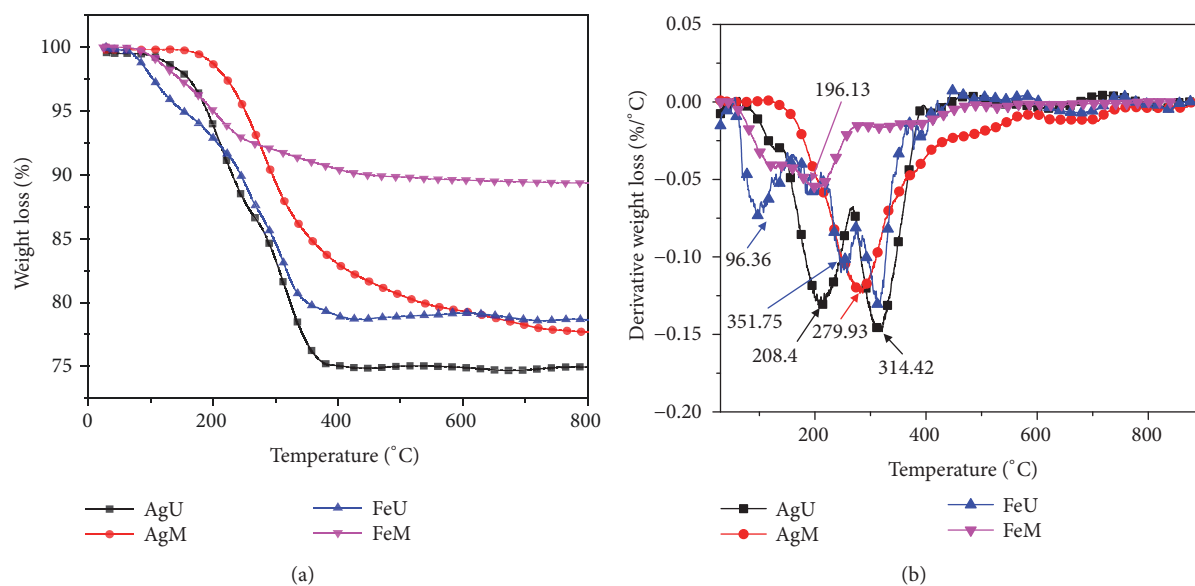 100
95
90
85
80
75
0 200 400 600 800
Weight loss (%)
Temperature (°C)
AgU
AgM
FeU
FeM
(a)
0.05
0.00
−0.05
−0.10
−0.15
−0.20
200 400 600 800
Derivative weight loss (%/°C)
Temperature (°C)
196.13
96.36
351.75
208.4
279.93
314.42
AgU
AgM
FeU
FeM
(b)